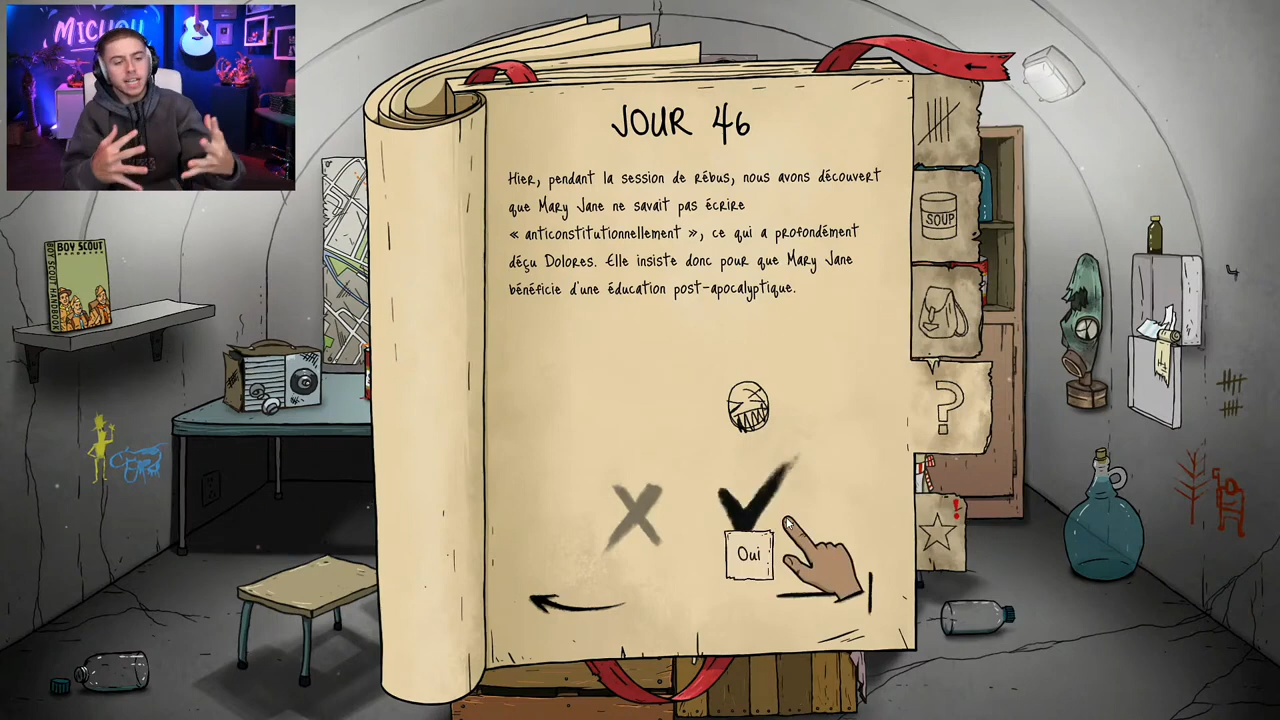 MICHOU
JOUR 46
Hier, pendant la session de rébus, nous avons découvert
que Mary Jane ne savait pas écrire
« anticonstitutionnellement », ce qui a profondément
déçu Dolores. Elle insiste donc pour que Mary Jane
bénéficie d'une éducation post-apocalyptique.
Oui
SOUP
?
!
BOY SCOUT
BOY SCOUT HANDBOOK